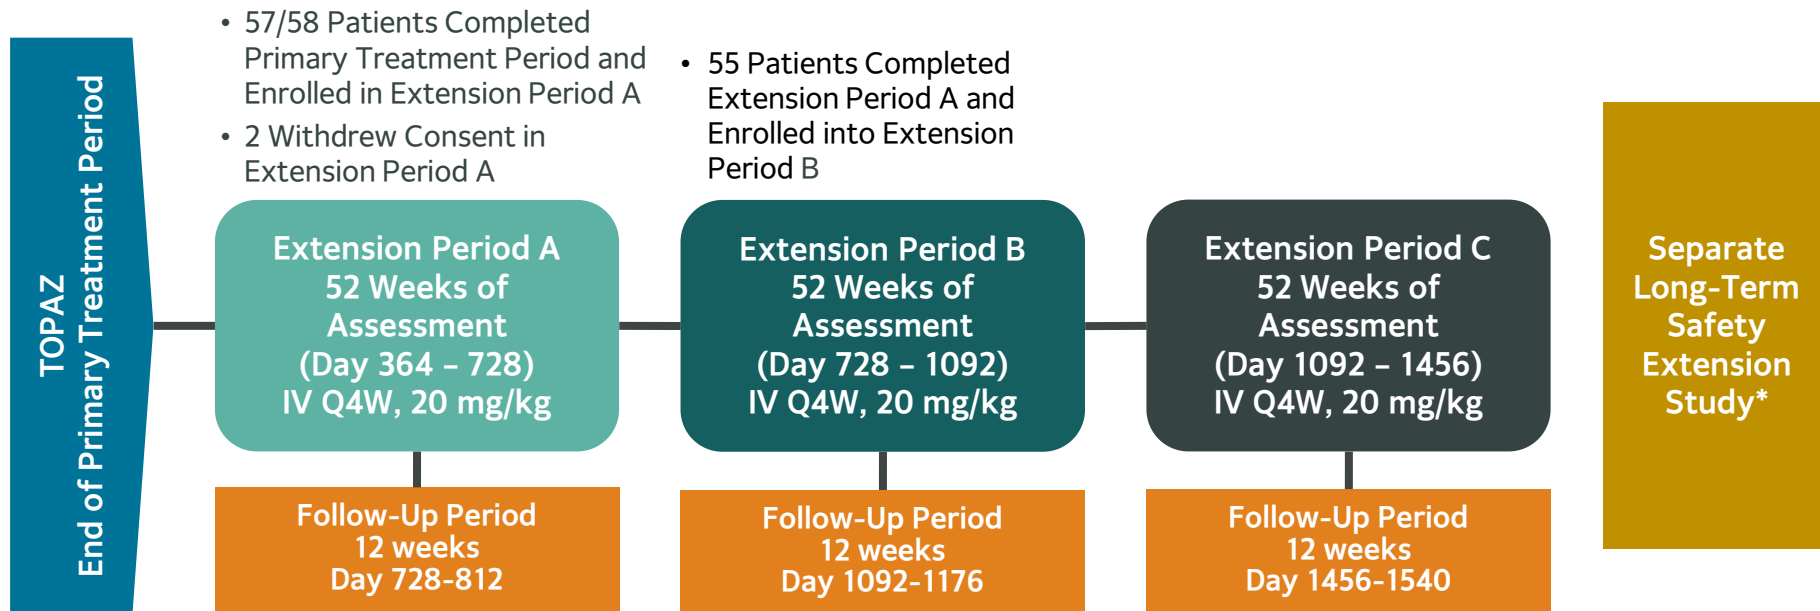 TOPAZ
End of Primary Treatment Period
• 57/58 Patients Completed
Primary Treatment Period and
Enrolled in Extension Period A
• 2 Withdrew Consent in
Extension Period A
• 55 Patients Completed
Extension Period A and
Enrolled into Extension
Period B
Extension Period A
52 Weeks of
Assessment
(Day 364 – 728)
IV Q4W, 20 mg/kg
Extension Period B
52 Weeks of
Assessment
(Day 728 – 1092)
IV Q4W, 20 mg/kg
Extension Period C
52 Weeks of
Assessment
(Day 1092 – 1456)
IV Q4W, 20 mg/kg
Separate
Long-Term
Safety
Extension
Study*
Follow-Up Period
12 weeks
Day 728-812
Follow-Up Period
12 weeks
Day 1092-1176
Follow-Up Period
12 weeks
Day 1456-1540